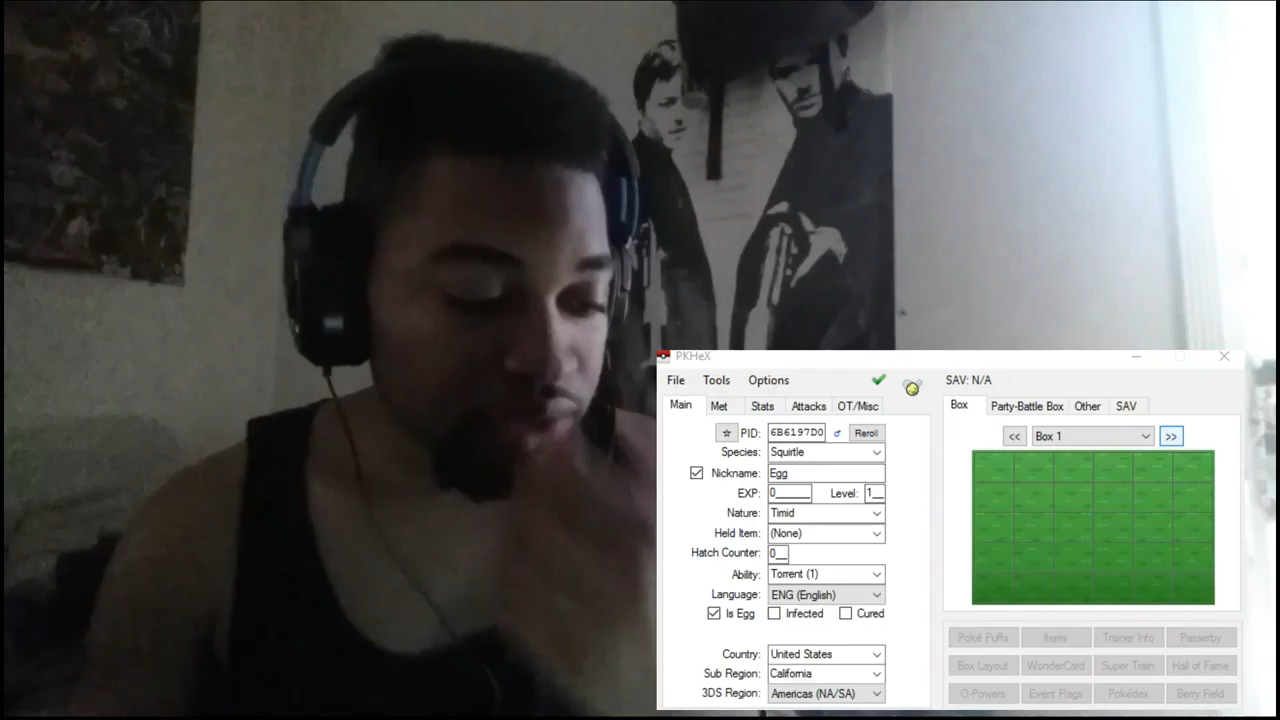 PKHeX
File Tools Options
SAV: N/A
Main Met Stats Attacks OT/Misc
Box Party-Battle Box Other SAV
PID: 6B6197D0 Reroll
<< Box 1 >>
Species: Squirtle
Nickname: Egg
EXP: 0_____ Level: 1__
Nature: Timid
Held Item: (None)
Hatch Counter: 0__
Ability: Torrent (1)
Language: ENG (English)
Is Egg Infected Cured
Country: United States
Sub Region: California
3DS Region: Americas (NA/SA)
Poké Puffs Items Trainer Info Passerby
Box Layout WonderCard Super Train Hall of Fame
O-Powers Event Flags Pokédex Berry Field